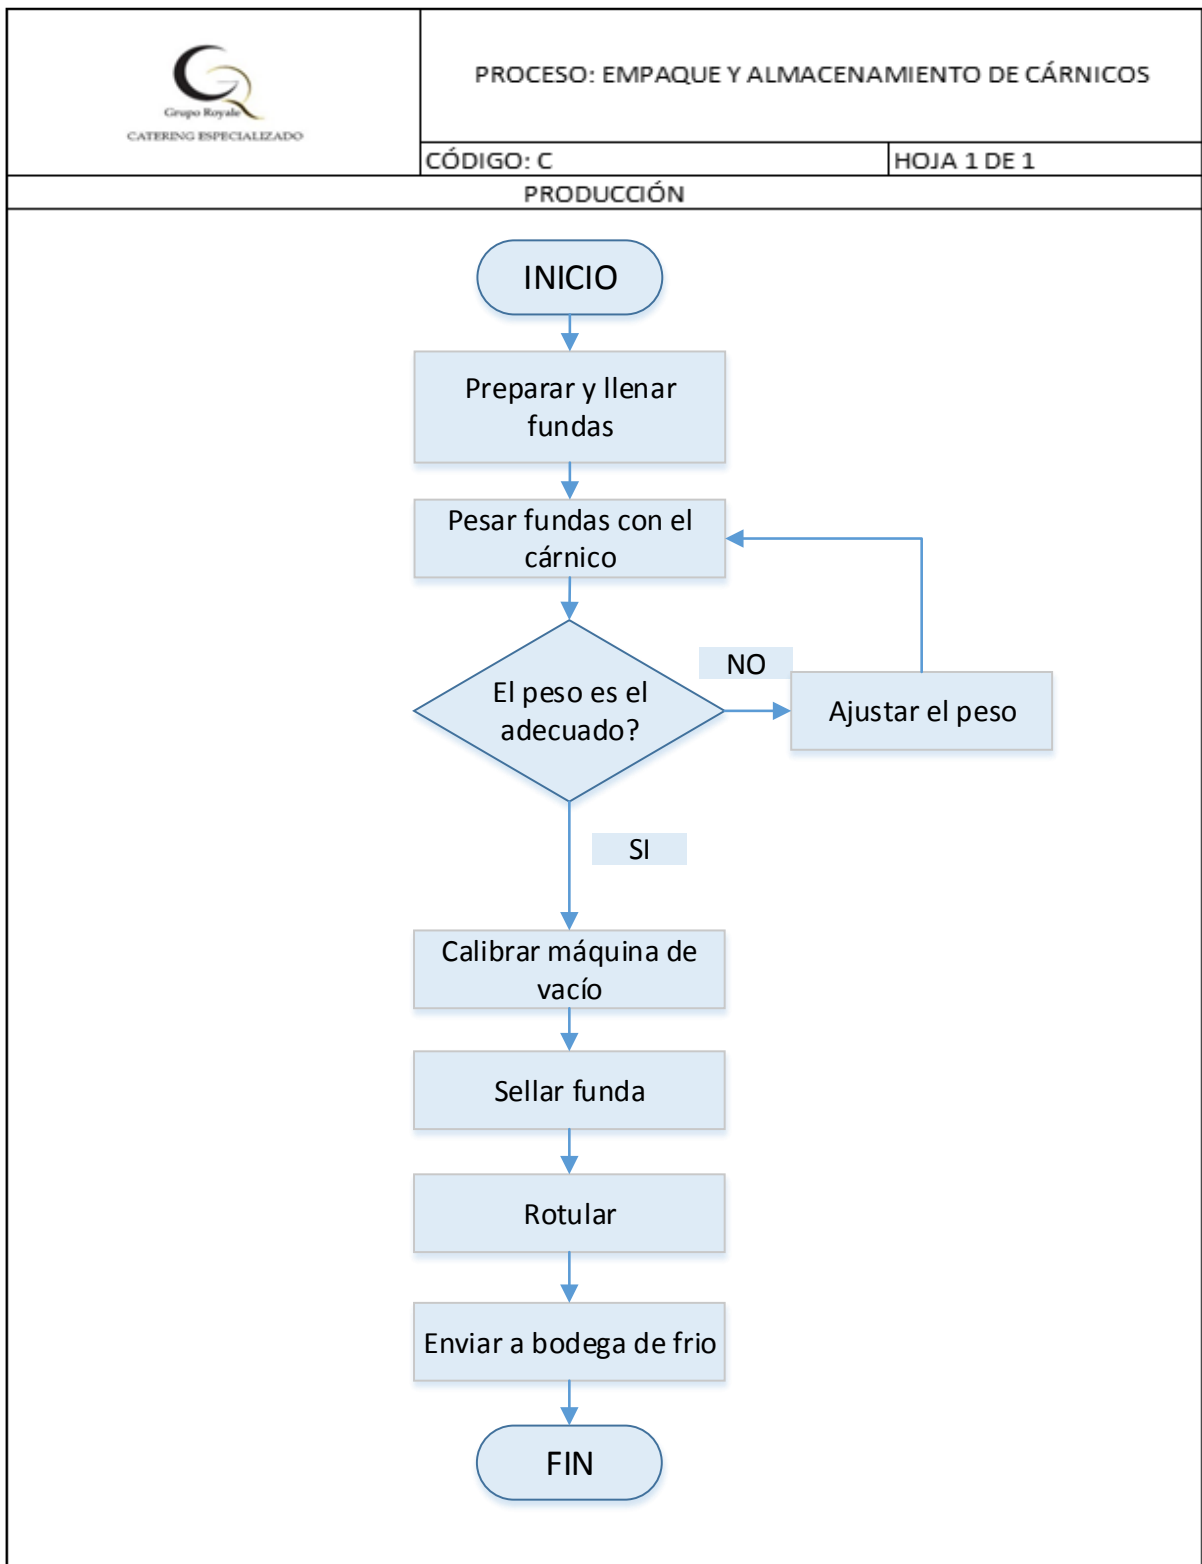 Grupo Royale
CATERING ESPECIALIZADO
PROCESO: EMPAQUE Y ALMACENAMIENTO DE CÁRNICOS
CÓDIGO: C
HOJA 1 DE 1
PRODUCCIÓN
INICIO
Preparar y llenar
fundas
Pesar fundas con el
cárnico
El peso es el
adecuado?
NO
Ajustar el peso
SI
Calibrar máquina de
vacío
Sellar funda
Rotular
Enviar a bodega de frio
FIN